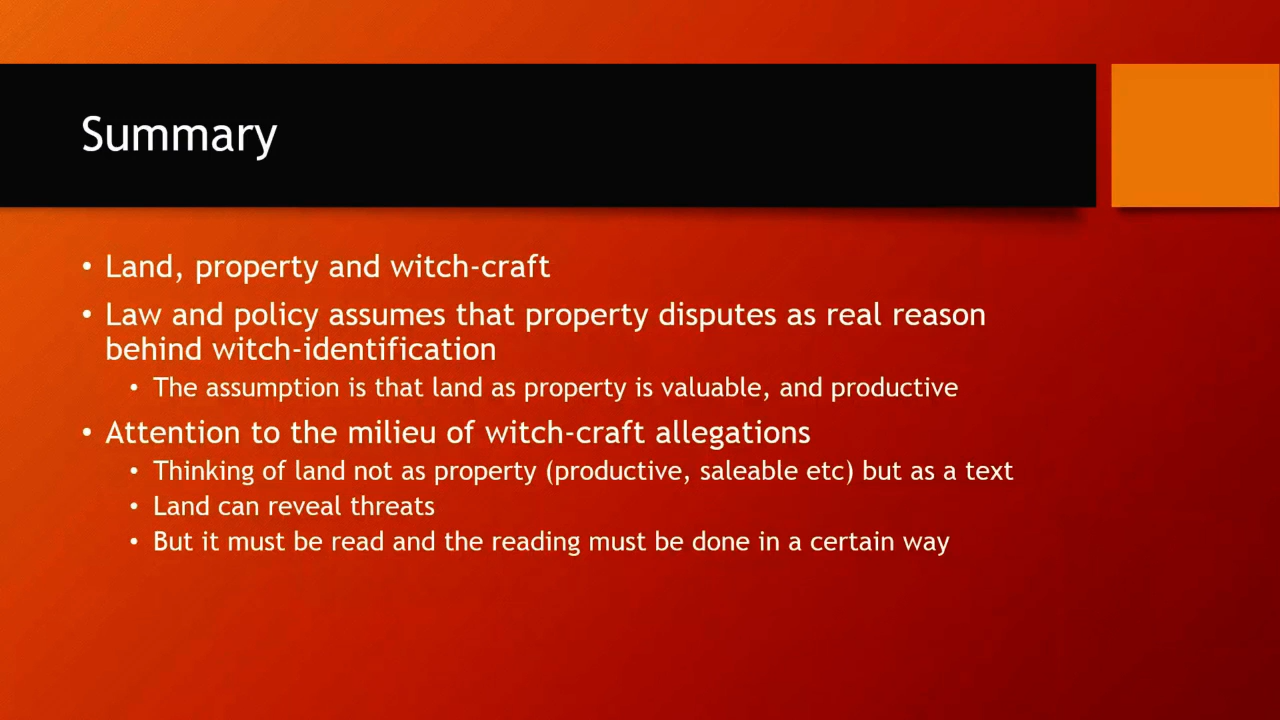 Summary
• Land, property and witch-craft
• Law and policy assumes that property disputes as real reason
behind witch-identification
• The assumption is that land as property is valuable, and productive
• Attention to the milieu of witch-craft allegations
• Thinking of land not as property (productive, saleable etc) but as a text
• Land can reveal threats
• But it must be read and the reading must be done in a certain way